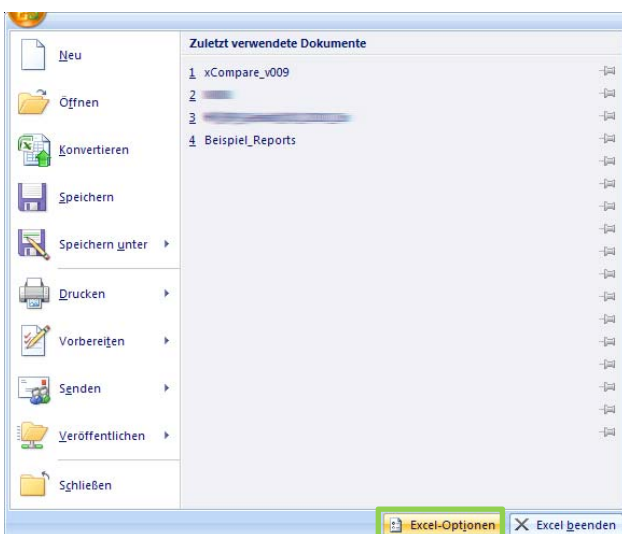 Neu
Öffnen
Konvertieren
Speichern
Speichern unter
Drucken
Vorbereiten
Senden
Veröffentlichen
Schließen
Zuletzt verwendete Dokumente
1 xCompare_v009
2
3
4 Beispiel_Reports
Excel-Optionen
Excel beenden